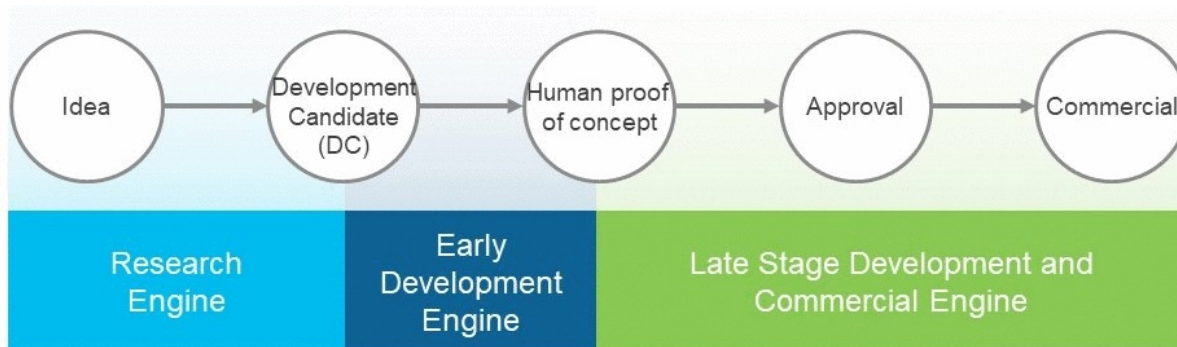 Idea
Development
Candidate
(DC)
Human proof
of concept
Approval
Commercial
Research
Engine
Early
Development
Engine
Late Stage Development and
Commercial Engine